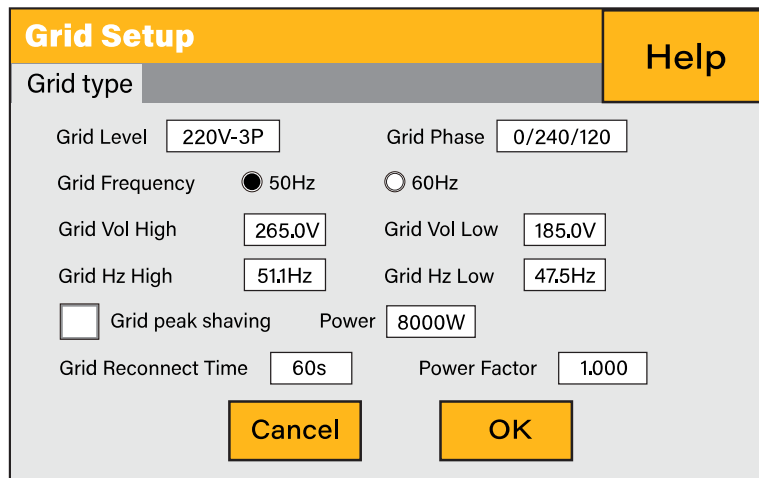 Grid Setup
Help
Grid type
Grid Level 220V-3P Grid Phase 0/240/120
Grid Frequency 50Hz 60Hz
Grid Vol High 265.0V Grid Vol Low 185.0V
Grid Hz High 51.1Hz Grid Hz Low 47.5Hz
Grid peak shaving Power 8000W
Grid Reconnect Time 60s Power Factor 1.000
Cancel OK